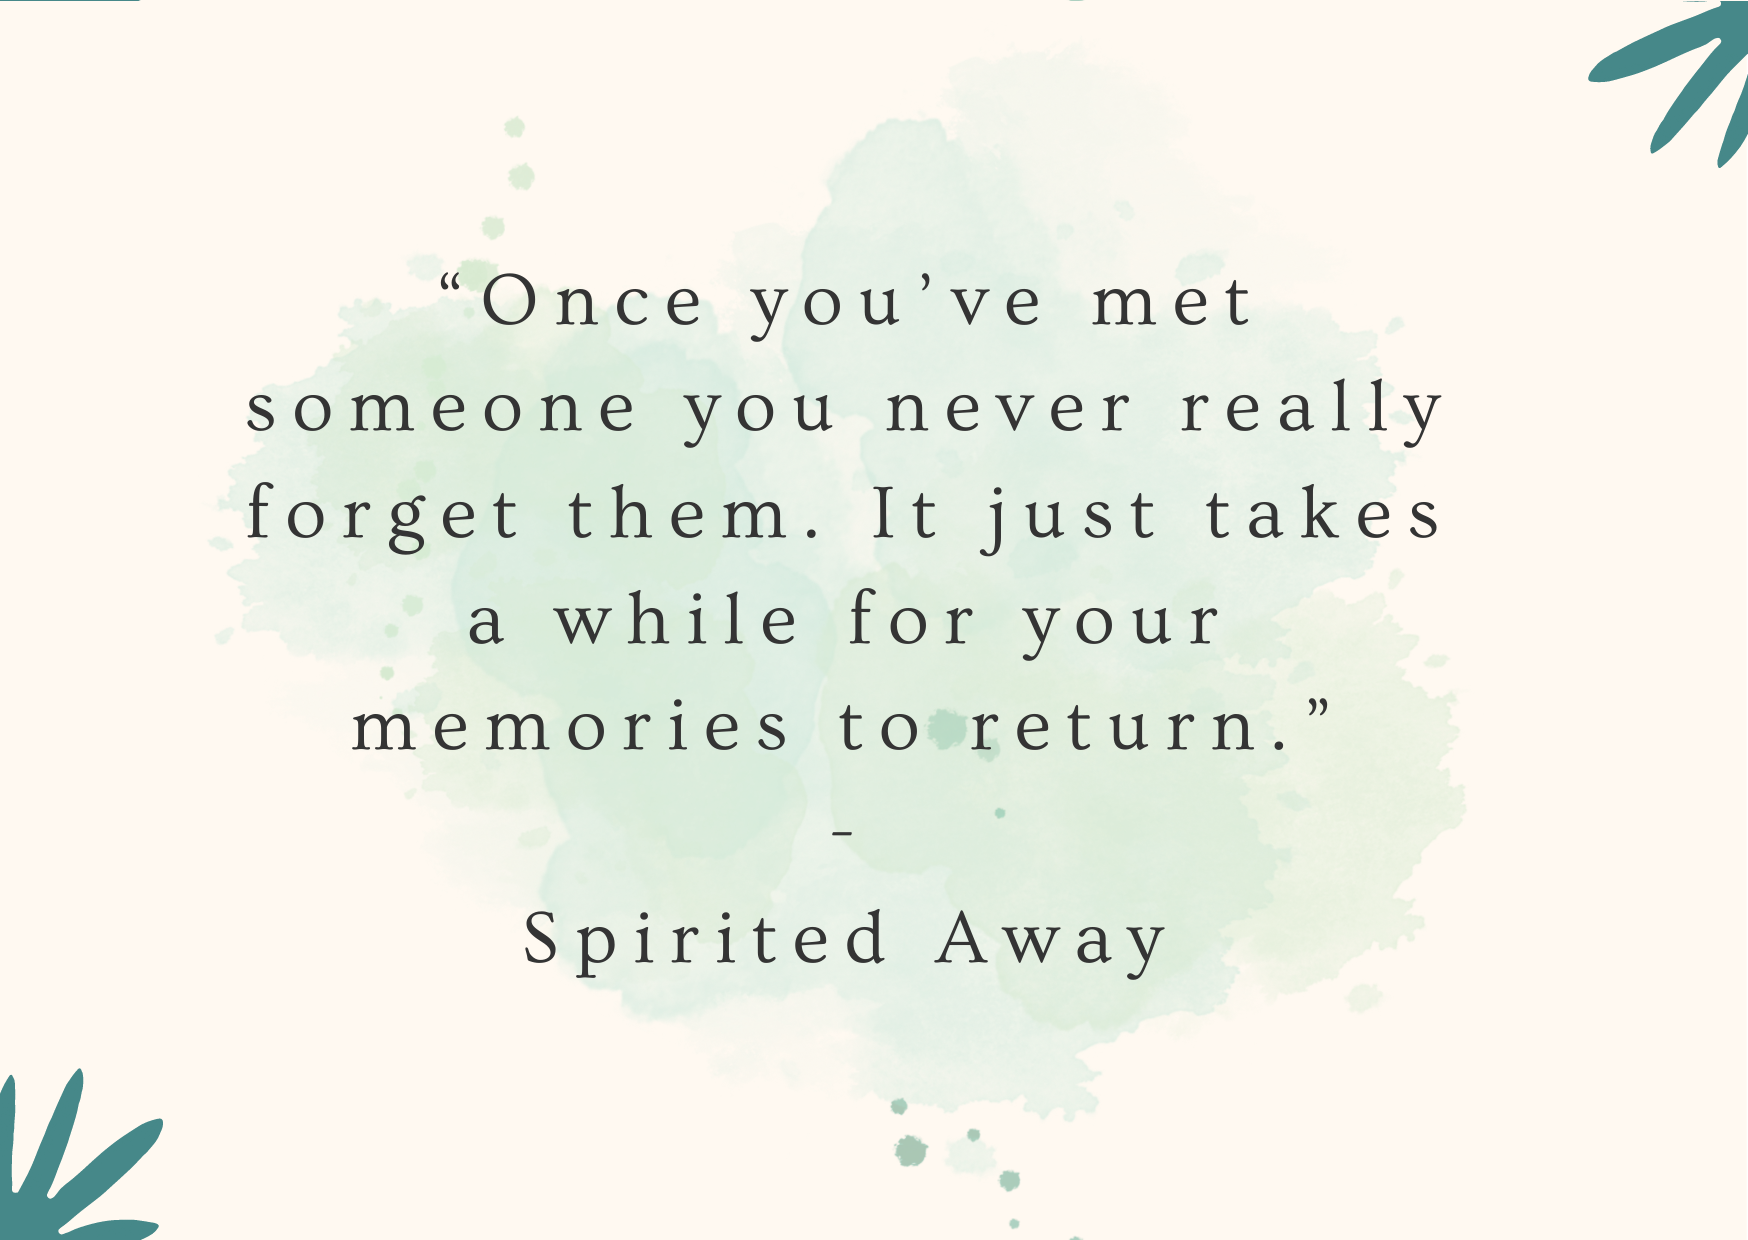 “Once you’ve met
someone you never really
forget them. It just takes
a while for your
memories to return.”
-
Spirited Away